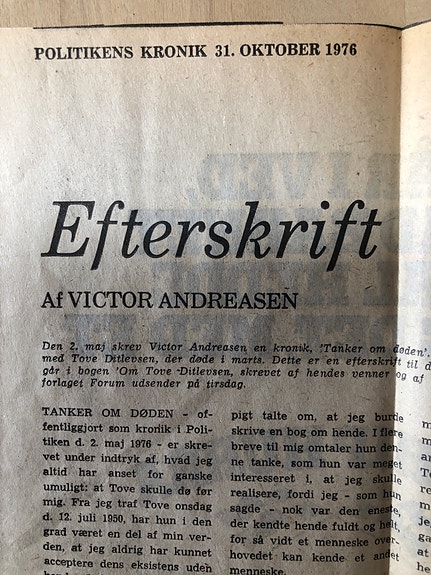 POLITIKENS KRONIK 31. OKTOBER 1976
Efterskrift
Af VICTOR ANDREASEN
Den 2. maj skrev Victor Andreasen en kronik, 'Tanker om døden'.
med Tove Ditlevsen, der døde i marts. Dette er en efterskrift til d
går i bogen 'Om Tove Ditlevsen, skrevet af hendes venner og af
forlaget Forum udsender på tirsdag.
TANKER OM DØDEN - of-
fentliggjort som kronik i Poli-
tiken d. 2. maj 1976 - er skre-
vet under indtryk af, hvad jeg
altid har anset for ganske
umuligt: at Tove skulle dø før
mig. Fra jeg traf Tove onsdag
d. 12. juli 1950, har hun i den
grad været en del af min ver-
den, at jeg aldrig har kunnet
acceptere dens eksistens uden
pigt talte om, at jeg burde
skrive en bog om hende. I flere
breve til mig omtaler hun den-
ne tanke, som hun var meget
interesseret i, at jeg skulle
realisere, fordi jeg - som hun
sagde - nok var den eneste,
der kendte hende fuldt og helt,
for så vidt et menneske over-
hovedet kan kende et andet
menneske.